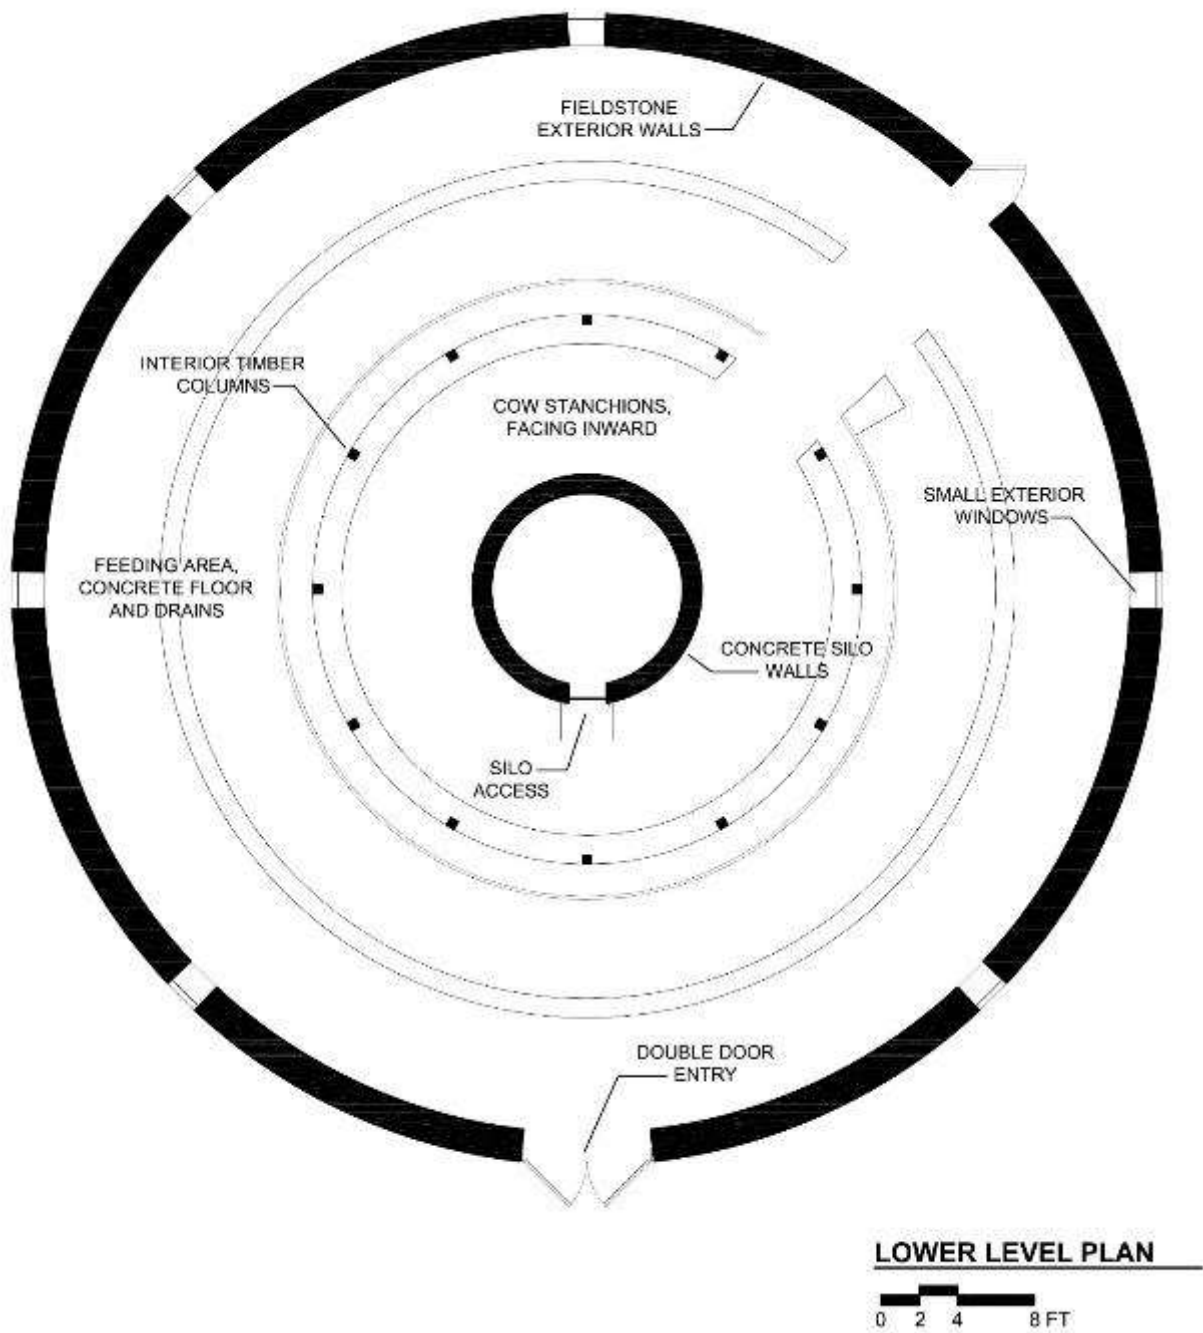 FIELDSTONE
EXTERIOR WALLS
INTERIOR TIMBER
COLUMNS
COW STANCHIONS,
FACING INWARD
SMALL EXTERIOR
WINDOWS
FEEDING AREA,
CONCRETE FLOOR
AND DRAINS
CONCRETE SILO
WALLS
SILO
ACCESS
DOUBLE DOOR
ENTRY
LOWER LEVEL PLAN
0 2 4 8 FT